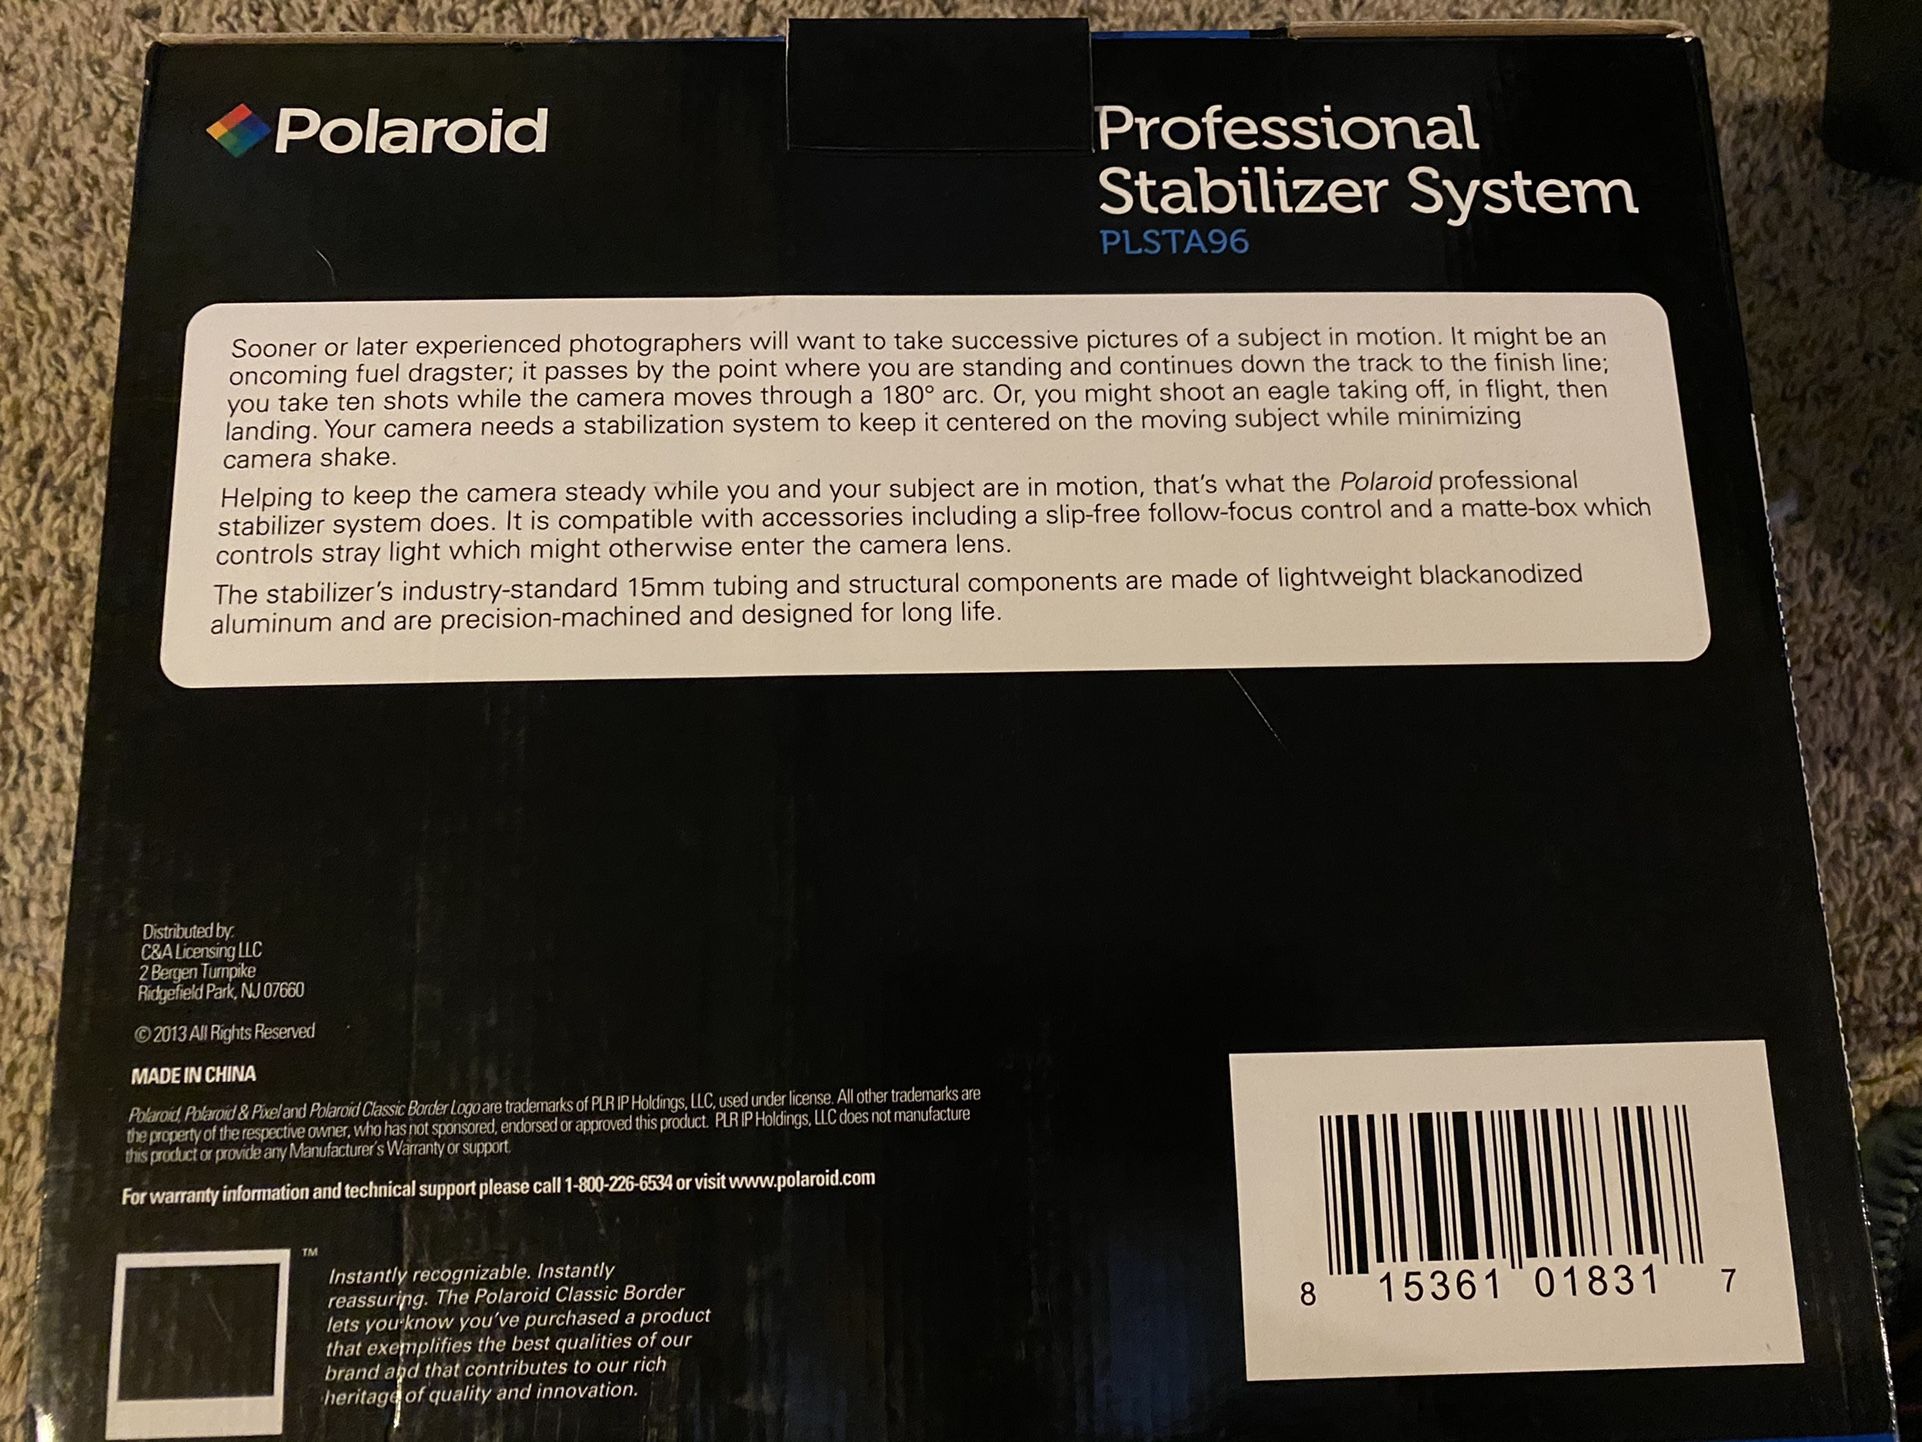 Polaroid
Professional
Stabilizer System
PLSTA96
Sooner or later experienced photographers will want to take successive pictures of a subject in motion. It might be an
oncoming fuel dragster; it passes by the point where you are standing and continues down the track to the finish line;
you take ten shots while the camera moves through a 180° arc. Or, you might shoot an eagle taking off, in flight, then
landing. Your camera needs a stabilization system to keep it centered on the moving subject while minimizing
camera shake.
Helping to keep the camera steady while you and your subject are in motion, that's what the Polaroid professional
stabilizer system does. It is compatible with accessories including a slip-free follow-focus control and a matte-box which
controls stray light which might otherwise enter the camera lens.
The stabilizer's industry-standard 15mm tubing and structural components are made of lightweight blackanodized
aluminum and are precision-machined and designed for long life.
Distributed by:
C&A Licensing LLC
2 Bergen Turnpike
Ridgefield Park, NJ 07660
© 2013 All Rights Reserved
MADE IN CHINA
Polaroid, Polaroid & Pixel and Polaroid Classic Border Logo are trademarks of PLR IP Holdings, LLC, used under license. All other trademarks are
the property of the respective owner, who has not sponsored, endorsed or approved this product. PLR IP Holdings, LLC does not manufacture
this product or provide any Manufacturer's Warranty or support.
For warranty information and technical support please call 1-800-226-6534 or visit www.polaroid.com
TM
Instantly recognizable. Instantly
reassuring. The Polaroid Classic Border
lets you know you've purchased a product
that exemplifies the best qualities of our
brand and that contributes to our rich
heritage of quality and innovation.
8 15361 01831 7